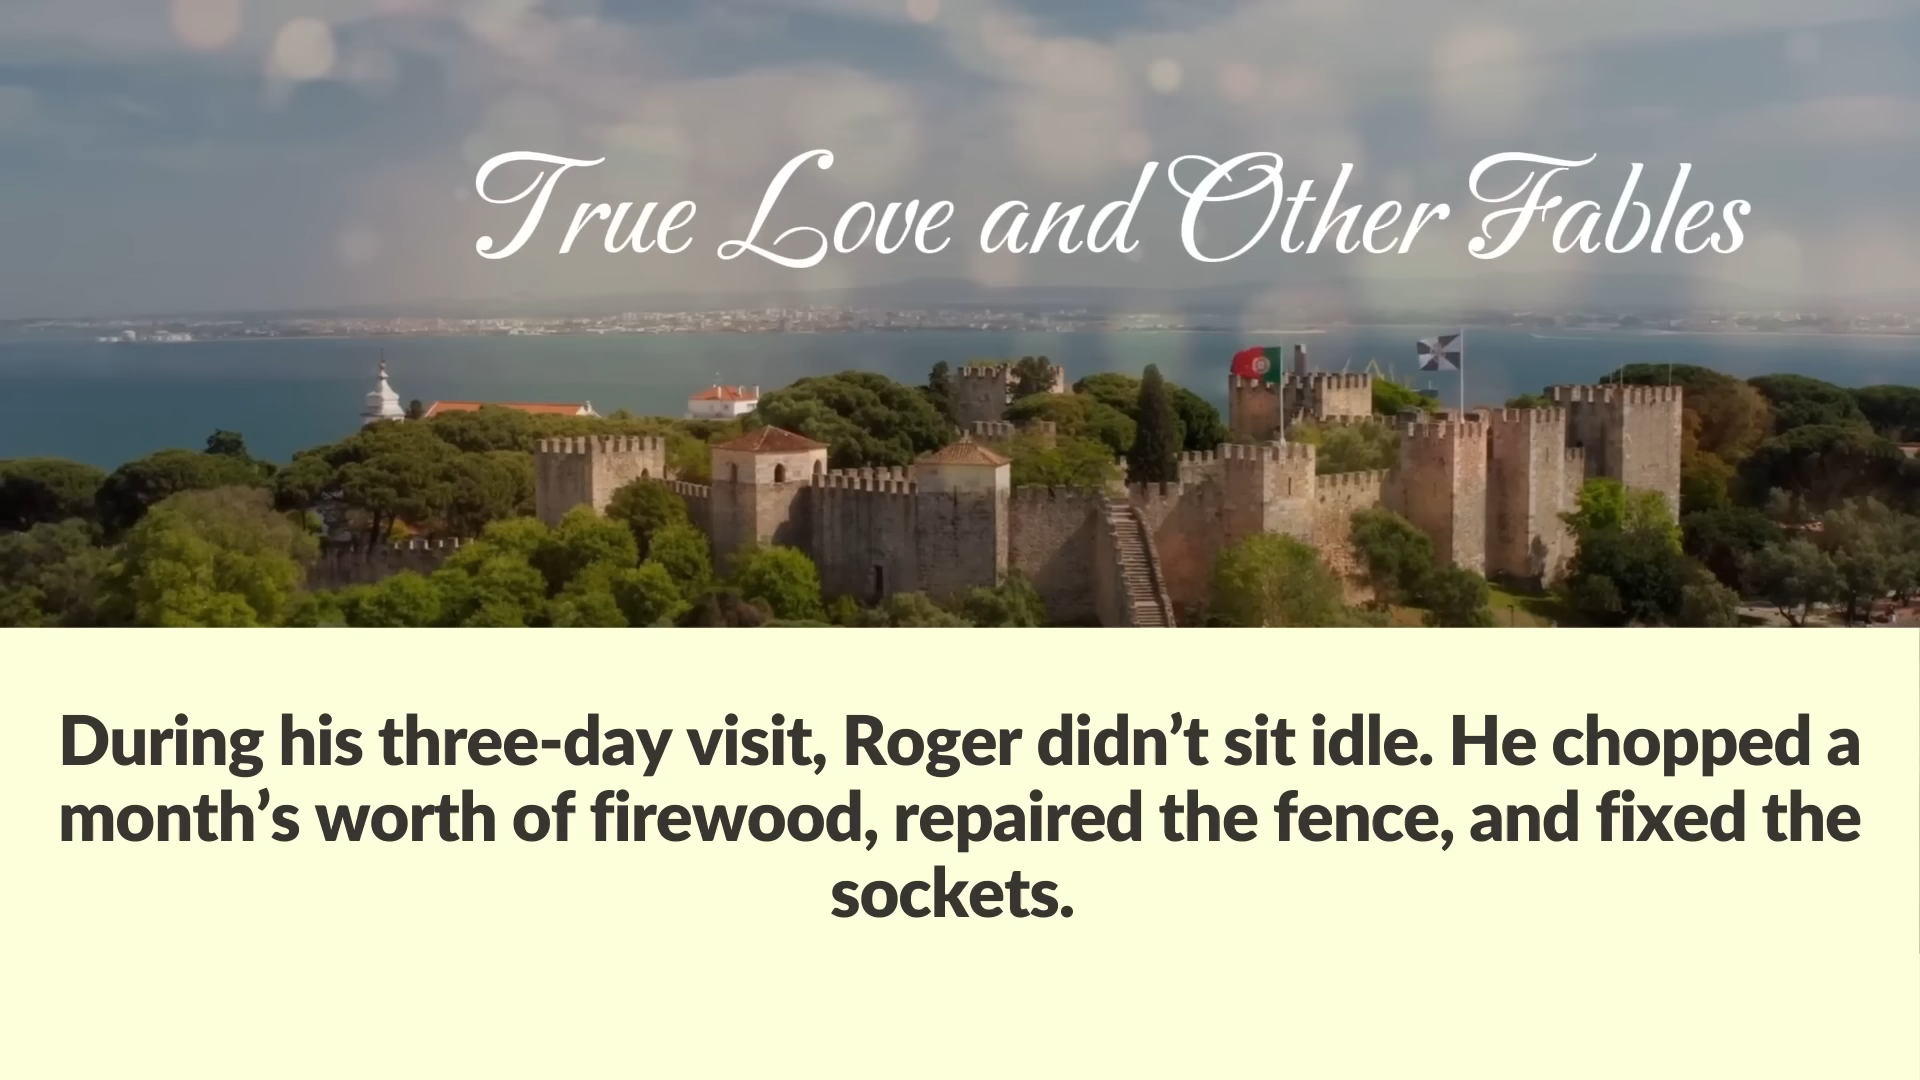 True Love and Other Fables
During his three-day visit, Roger didn’t sit idle. He chopped a
month’s worth of firewood, repaired the fence, and fixed the
sockets.